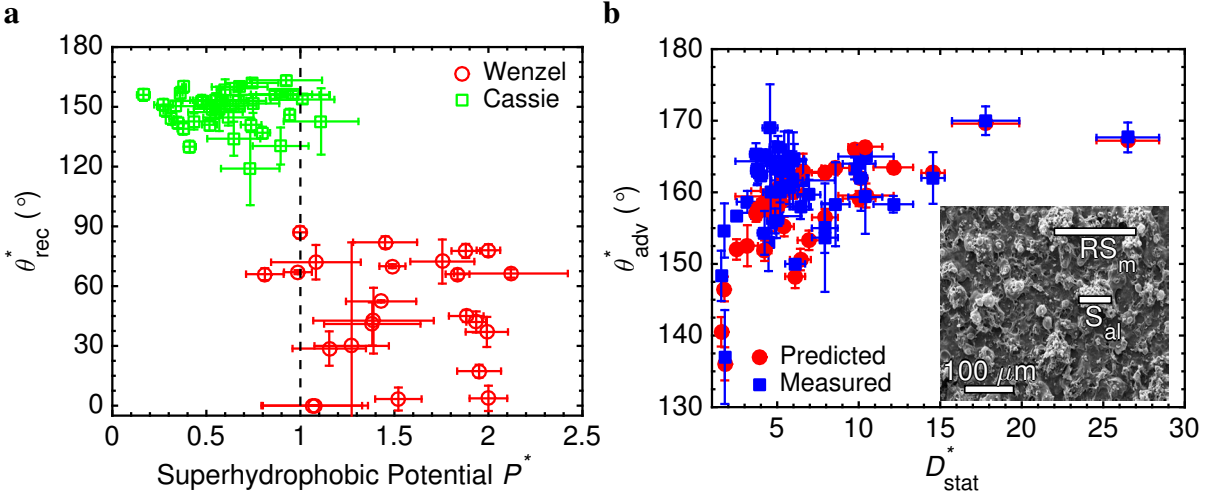 a
180
150
120
90
60
30
0
θ*rec (°)
Wenzel
Cassie
0 0.5 1 1.5 2 2.5
Superhydrophobic Potential P*
b
180
170
160
150
140
130
θ*adv (°)
RSm
Sal
100 μm
Predicted
Measured
5 10 15 20 25 30
D*stat